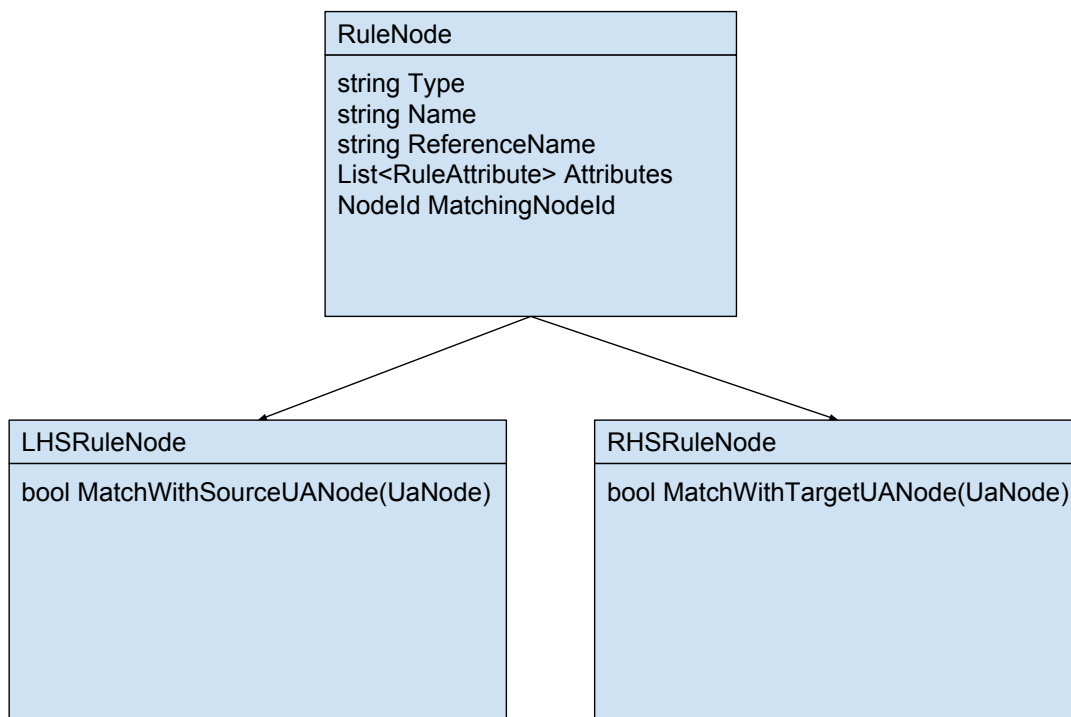 RuleNode
string Type
string Name
string ReferenceName
List<RuleAttribute> Attributes
NodeId MatchingNodeId
LHSRuleNode
bool MatchWithSourceUANode(UaNode)
RHSRuleNode
bool MatchWithTargetUANode(UaNode)